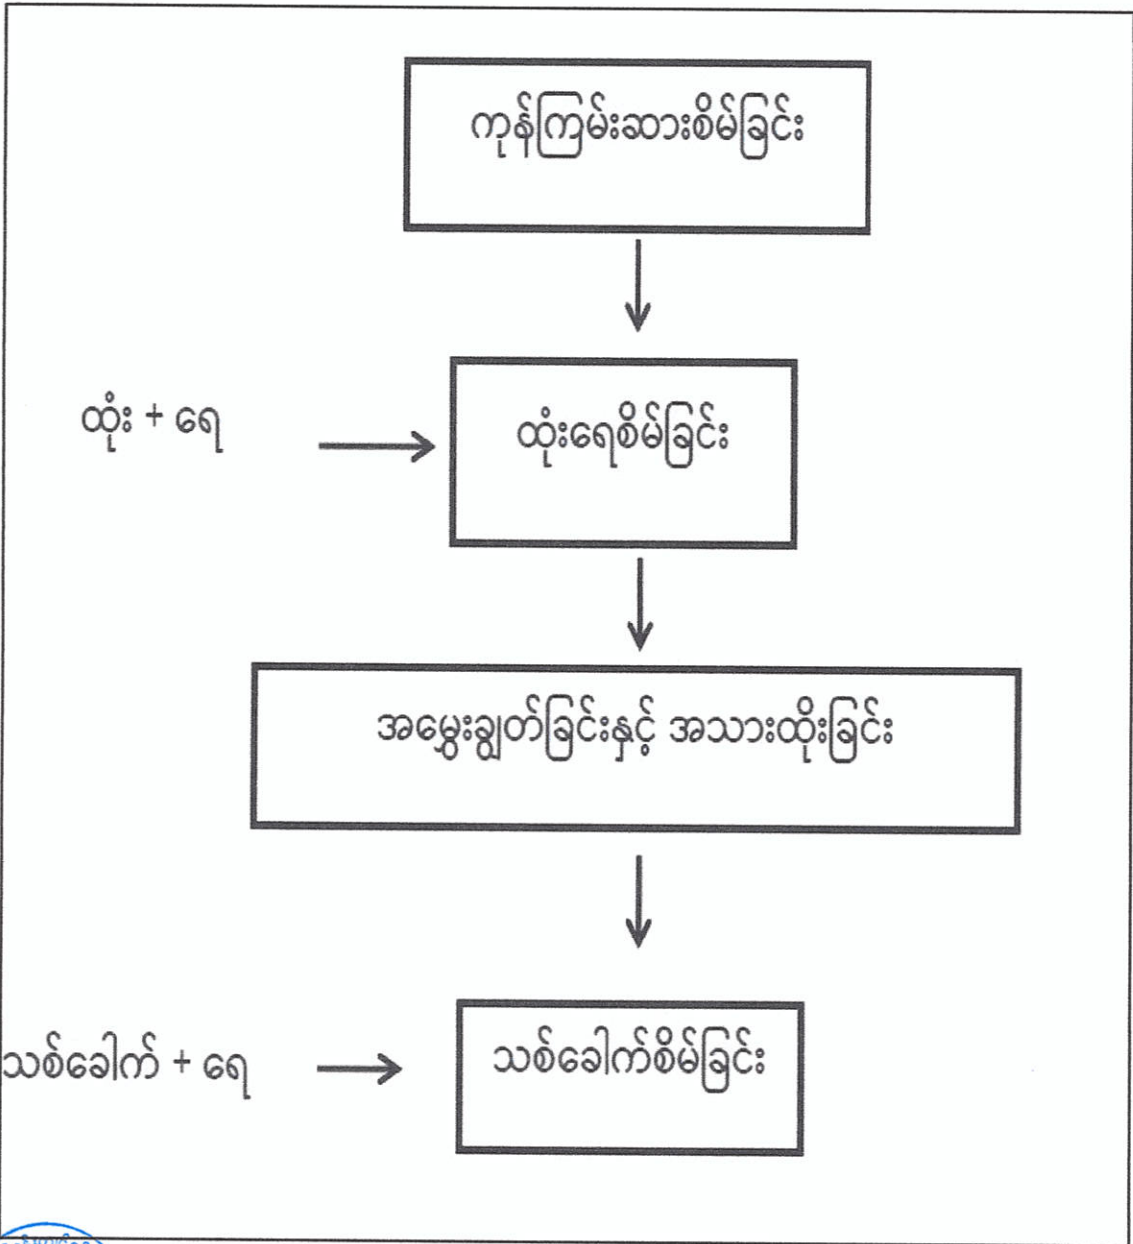 ကုန်ကြမ်းဆားစိမ်ခြင်း
ထုံး + ရေ
ထုံးရေစိမ်ခြင်း
အမွှေးချွတ်ခြင်းနှင့် အသားထိုးခြင်း
သစ်ခေါက် + ရေ
သစ်ခေါက်စိမ်ခြင်း